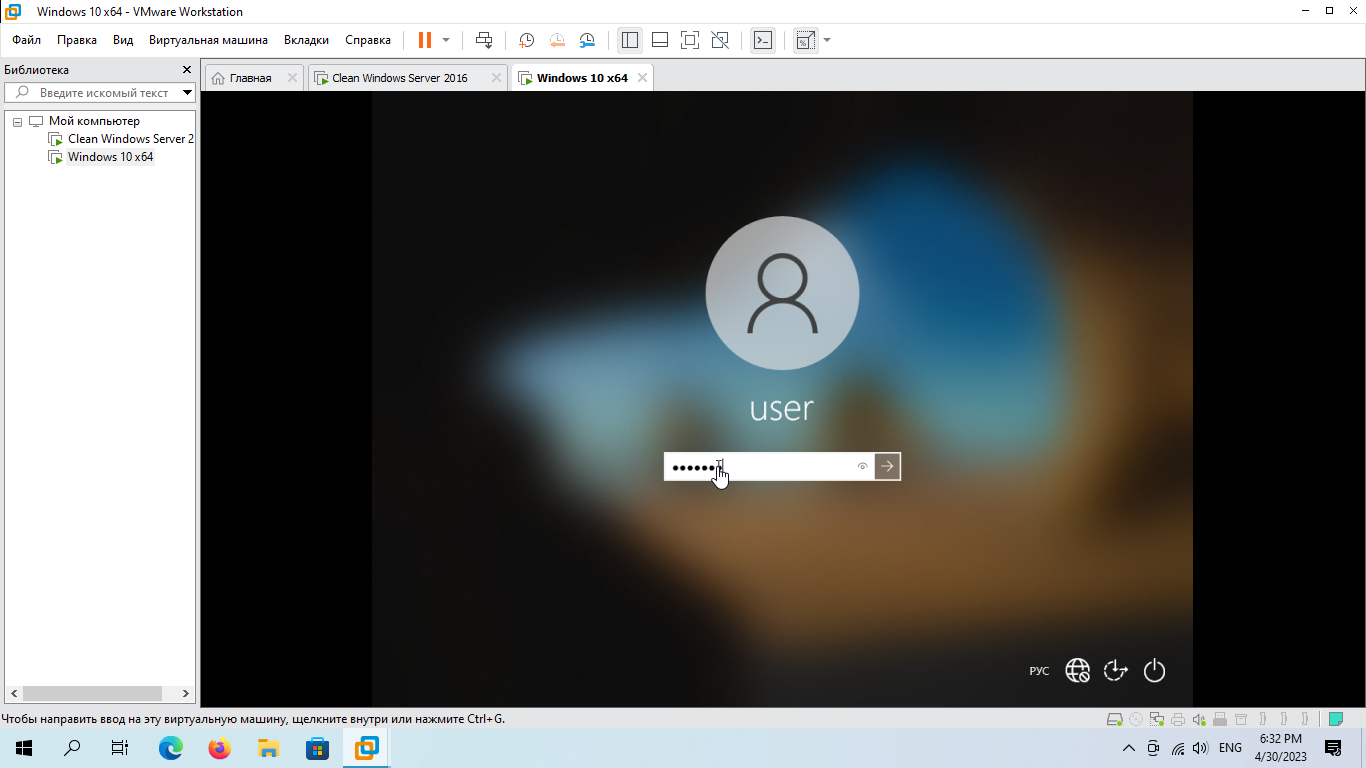 Windows 10 x64 - VMware Workstation
Файл Правка Вид Виртуальная машина Вкладки Справка
Библиотека
Введите искомый текст
Мой компьютер
Clean Windows Server 2
Windows 10 x64
Главная
Clean Windows Server 2016
Windows 10 x64
user
РУС
Чтобы направить ввод на эту виртуальную машину, щелкните внутри или нажмите Ctrl+G.
ENG
6:32 PM
4/30/2023